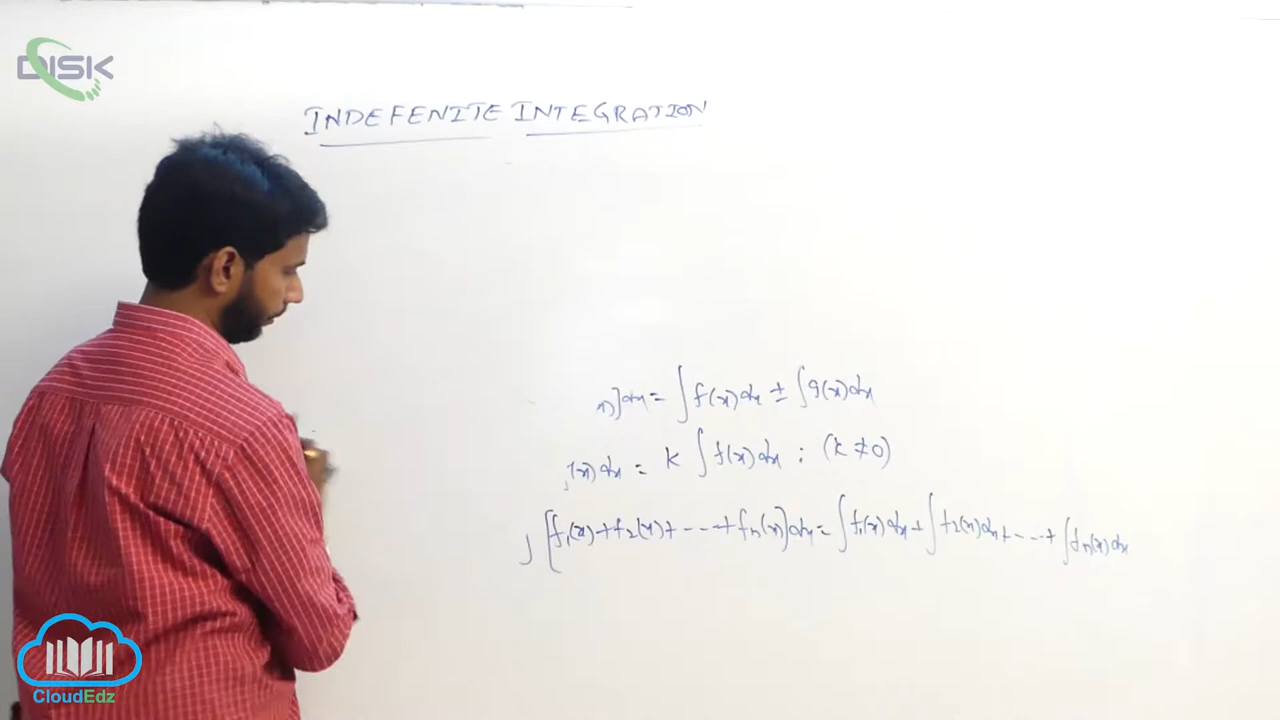 DISK
INDEFENITE INTEGRATION
x)]dx = ∫f(x)dx ± ∫g(x)dx
(x)dx = k ∫f(x)dx ; (k ≠ 0)
∫[f₁(x)+f₂(x)+----+fn(x)]dx = ∫f₁(x)dx + ∫f₂(x)dx + ---- + ∫fn(x)dx
CloudEdz